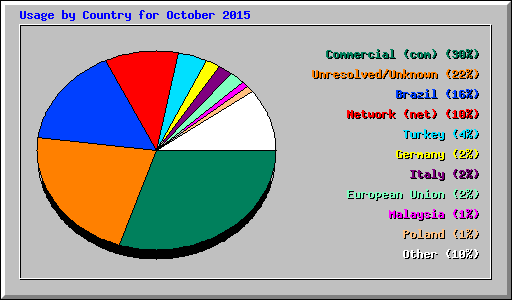 Usage by Country for October 2015
Commercial (com) (30%)
Unresolved/Unknown (22%)
Brazil (16%)
Network (net) (10%)
Turkey (4%)
Germany (2%)
Italy (2%)
European Union (2%)
Malaysia (1%)
Poland (1%)
Other (10%)